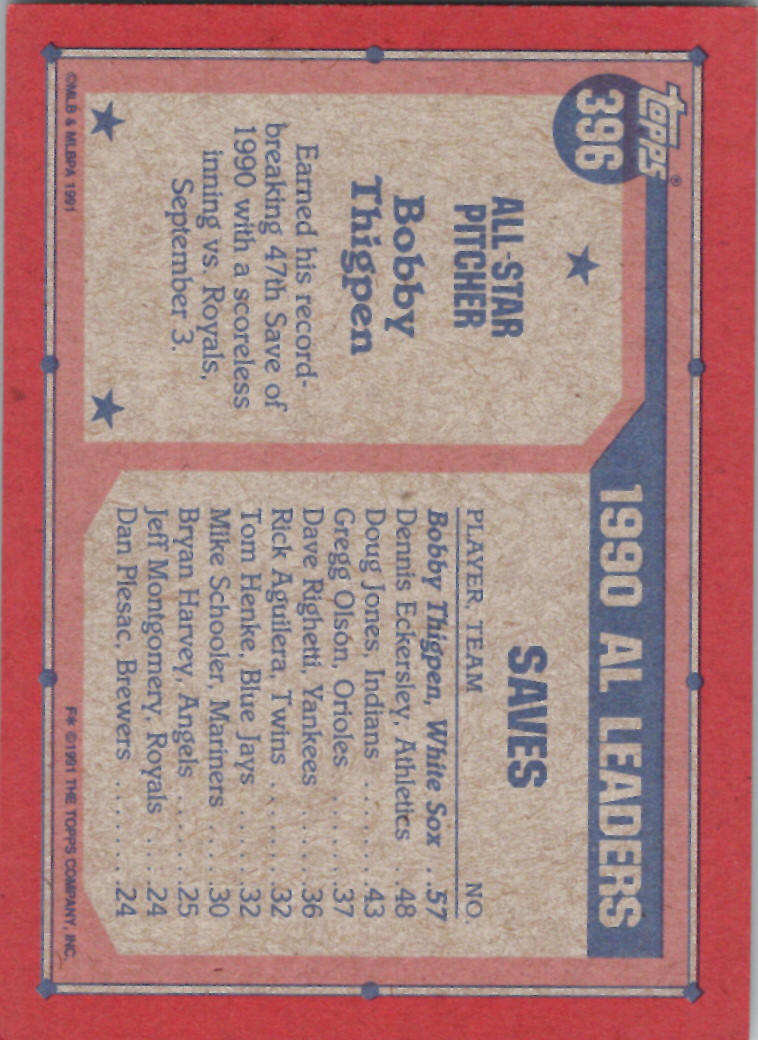 topps®
396
ALL-STAR
PITCHER
Bobby
Thigpen
Earned his record-
breaking 47th Save of
1990 with a scoreless
inning vs. Royals,
September 3.
©MLB & MLBPA 1991
1990 AL LEADERS
SAVES
PLAYER, TEAM NO.
Bobby Thigpen, White Sox ..57
Dennis Eckersley, Athletics ..48
Doug Jones, Indians ........43
Gregg Olson, Orioles .......37
Dave Righetti, Yankees .....36
Rick Aguilera, Twins ........32
Tom Henke, Blue Jays ......32
Mike Schooler, Mariners ....30
Bryan Harvey, Angels ......25
Jeff Montgomery, Royals ....24
Dan Plesac, Brewers ........24
F* ©1991 THE TOPPS COMPANY, INC.